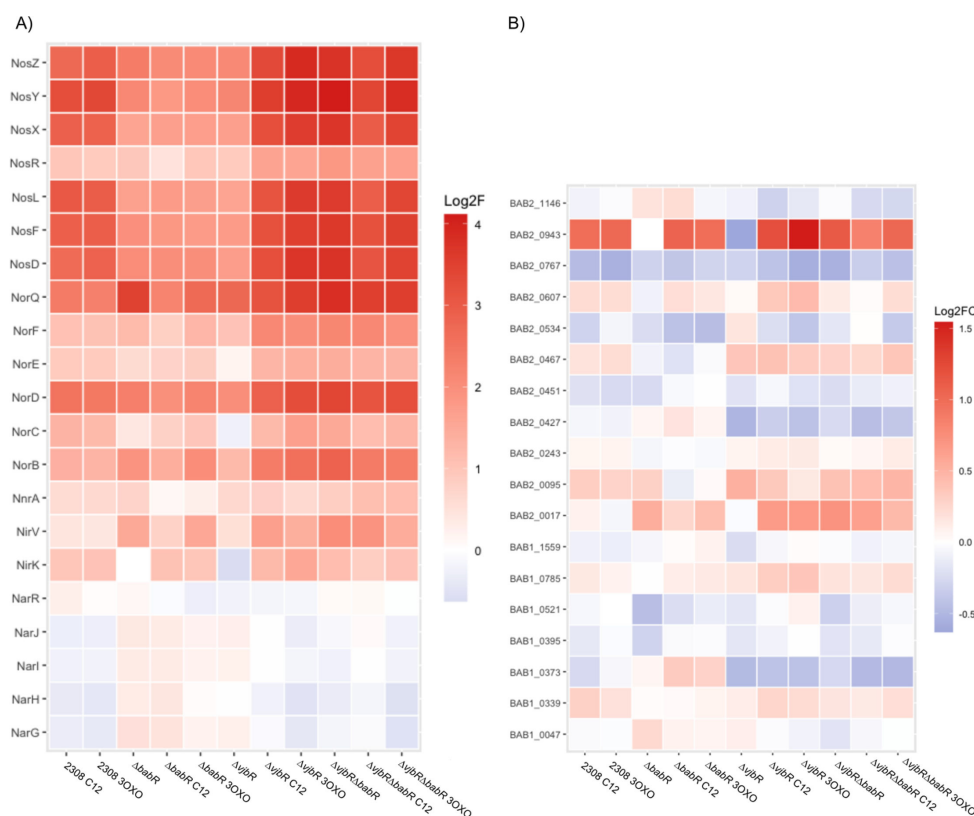 A)
NosZ
NosY
NosX
NosR
NosL
NosF
NosD
NorQ
NorF
NorE
NorD
NorC
NorB
NnrA
NirV
NirK
NarR
NarJ
NarI
NarH
NarG
2308 C12
2308 3OXO
ΔbabR
ΔbabR C12
ΔbabR 3OXO
ΔvjbR
ΔvjbR C12
ΔvjbR 3OXO
ΔvjbRΔbabR
ΔvjbRΔbabR C12
ΔvjbRΔbabR 3OXO
Log2F
4
3
2
1
0
B)
BAB2_1146
BAB2_0943
BAB2_0767
BAB2_0607
BAB2_0534
BAB2_0467
BAB2_0451
BAB2_0427
BAB2_0243
BAB2_0095
BAB2_0017
BAB1_1559
BAB1_0785
BAB1_0521
BAB1_0395
BAB1_0373
BAB1_0339
BAB1_0047
2308 C12
2308 3OXO
ΔbabR
ΔbabR C12
ΔbabR 3OXO
ΔvjbR
ΔvjbR C12
ΔvjbR 3OXO
ΔvjbRΔbabR
ΔvjbRΔbabR C12
ΔvjbRΔbabR 3OXO
Log2FC
1.5
1.0
0.5
0.0
-0.5